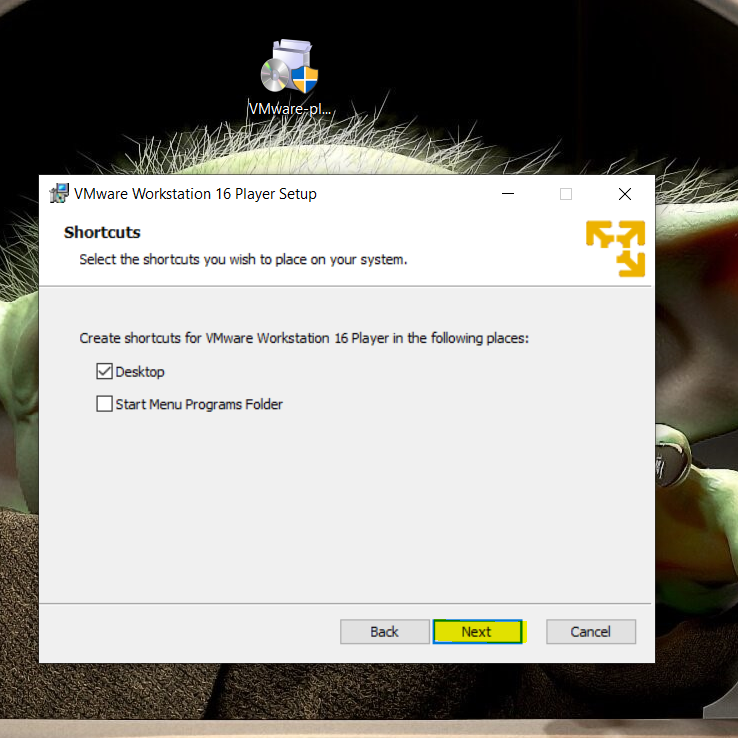 VMware-pl...
VMware Workstation 16 Player Setup
Shortcuts
Select the shortcuts you wish to place on your system.
Create shortcuts for VMware Workstation 16 Player in the following places:
Desktop
Start Menu Programs Folder
Back
Next
Cancel